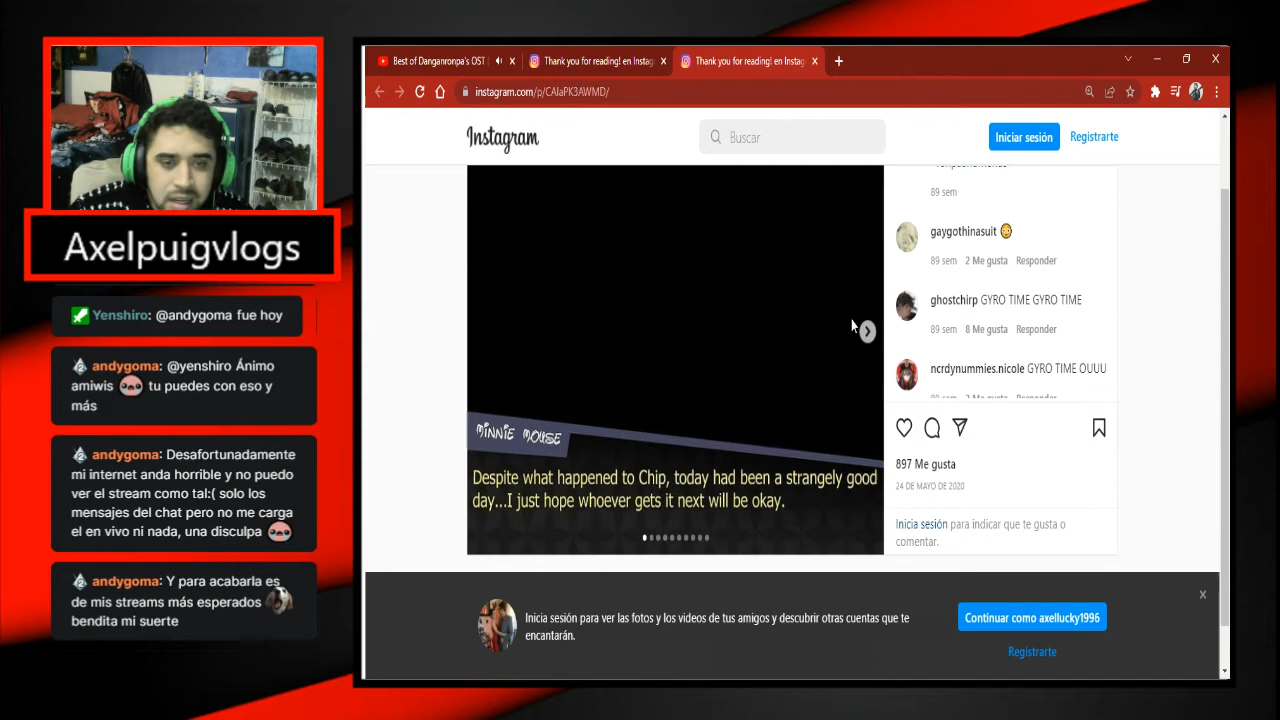 Axelpuigvlogs
Yenshiro: @andygoma fue hoy
andygoma: @yenshiro Ánimo
amiwis tu puedes con eso y
más
andygoma: Desafortunadamente
mi internet anda horrible y no puedo
ver el stream como tal:( solo los
mensajes del chat pero no me carga
el en vivo ni nada, una disculpa
andygoma: Y para acabarla es
de mis streams más esperados
bendita mi suerte
Best of Danganronpa's OST
Thank you for reading! en Instag
Thank you for reading! en Instag
instagram.com/p/CAlaPK3AWMD/
Instagram
Buscar
Iniciar sesión
Registrarte
MINNIE MOUSE
Despite what happened to Chip, today had been a strangely good
day...I just hope whoever gets it next will be okay.
89 sem
gaygothinasuit
89 sem 2 Me gusta Responder
ghostchirp GYRO TIME GYRO TIME
89 sem 8 Me gusta Responder
ncrdynummies.nicole GYRO TIME OUUU
897 Me gusta
24 DE MAYO DE 2020
Inicia sesión para indicar que te gusta o
comentar.
Inicia sesión para ver las fotos y los videos de tus amigos y descubrir otras cuentas que te
encantarán.
Continuar como axellucky1996
Registrarte